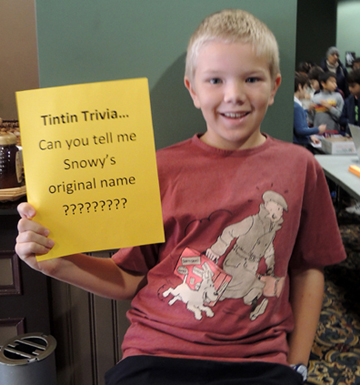 Tintin Trivia...
Can you tell me
Snowy's
original name
?????????